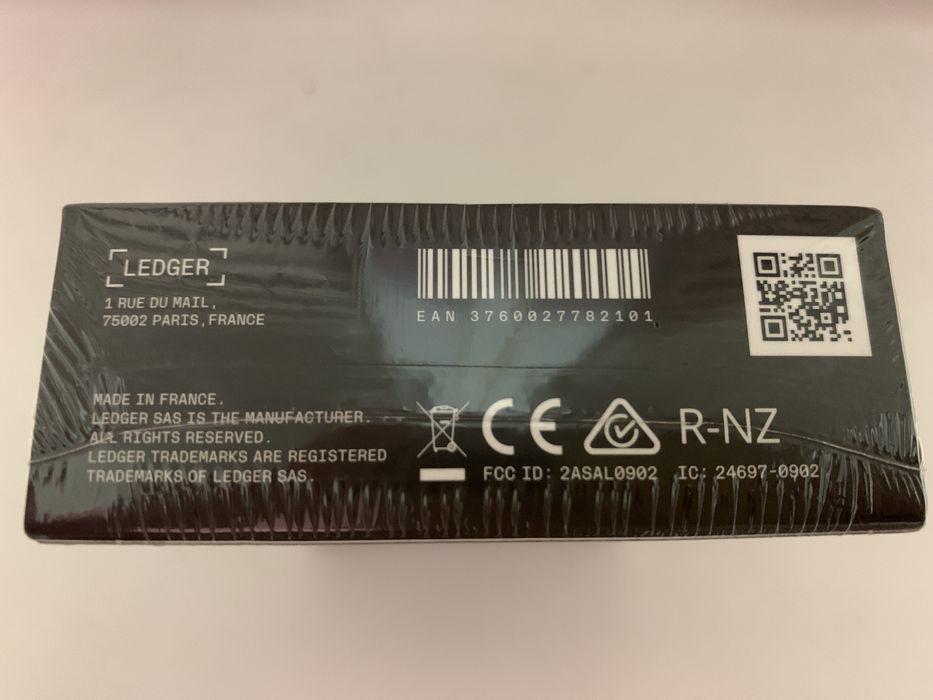 LEDGER
1 RUE DU MAIL,
75002 PARIS, FRANCE
EAN 3760027782101
MADE IN FRANCE.
LEDGER SAS IS THE MANUFACTURER.
ALL RIGHTS RESERVED.
LEDGER TRADEMARKS ARE REGISTERED
TRADEMARKS OF LEDGER SAS.
CE R-NZ
FCC ID: 2ASAL0902 IC: 24697-0902